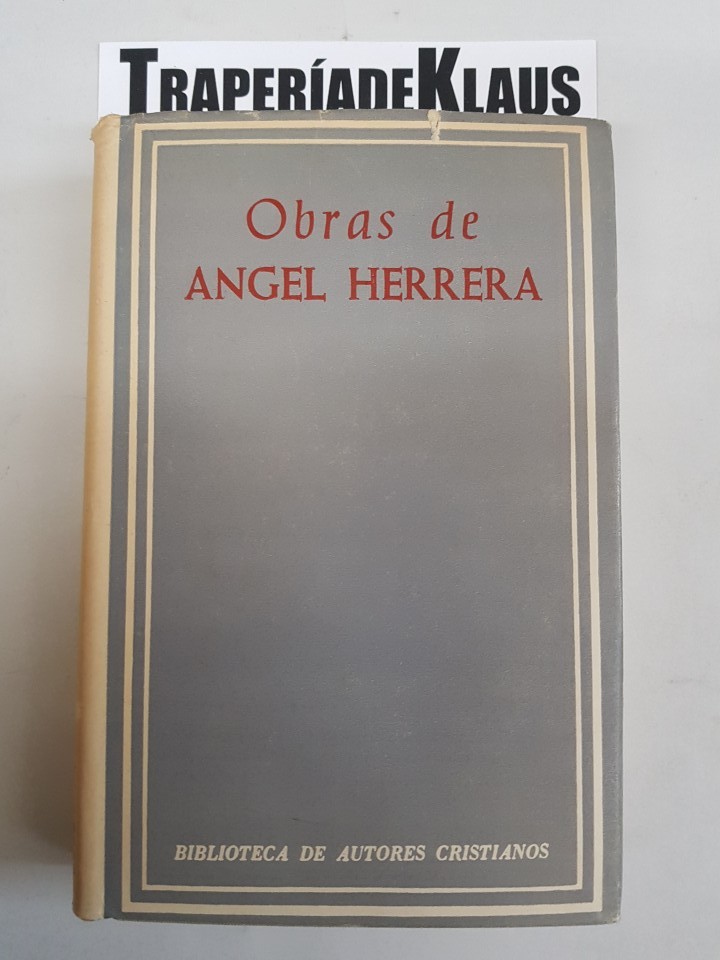 TRAPERÍADEKLAUS
Obras de
ANGEL HERRERA
BIBLIOTECA DE AUTORES CRISTIANOS